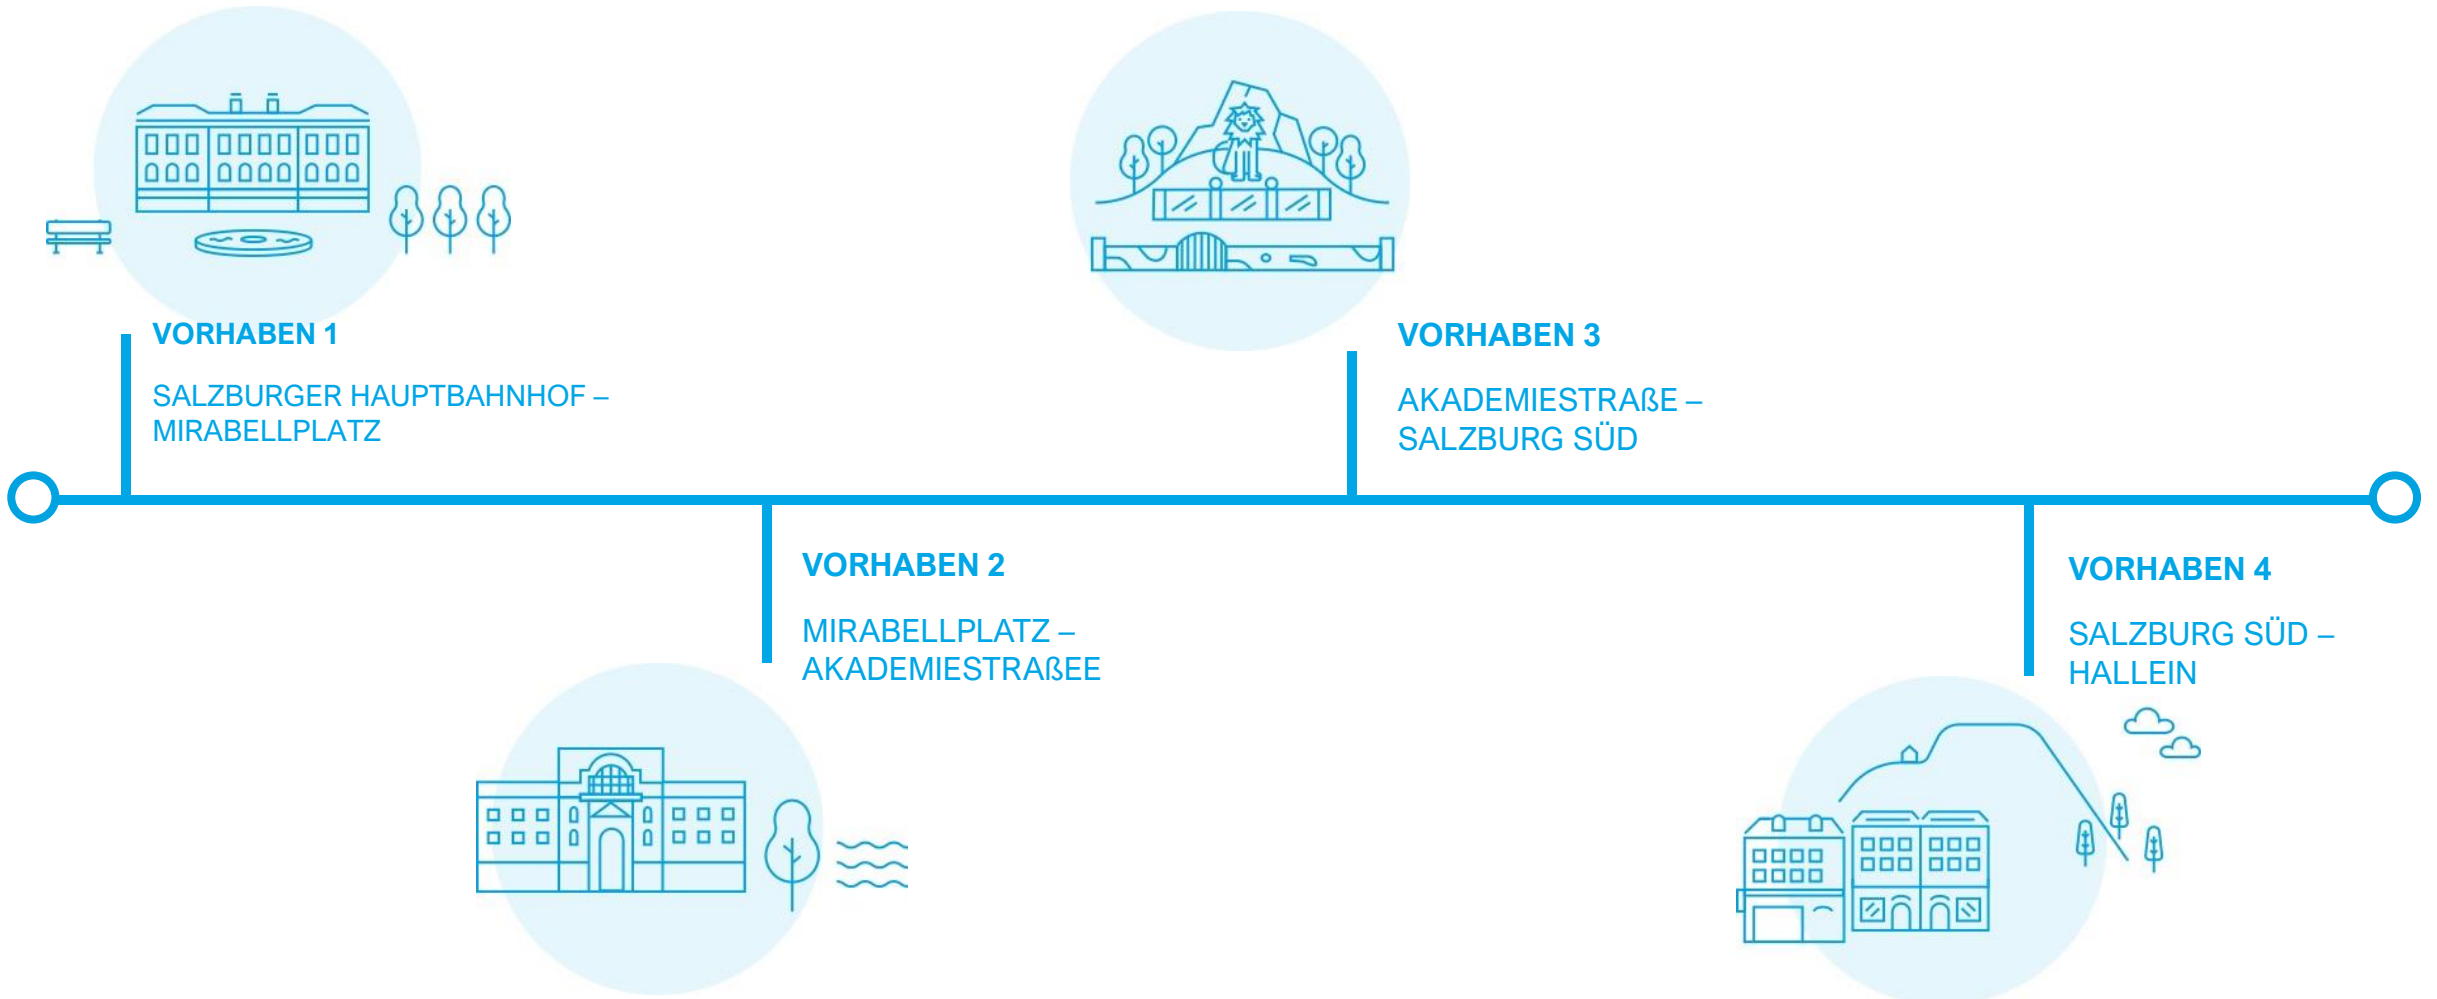 VORHABEN 1
SALZBURGER HAUPTBAHNHOF –
MIRABELLPLATZ
VORHABEN 2
MIRABELLPLATZ –
AKADEMIESTRAßEE
VORHABEN 3
AKADEMIESTRAßE –
SALZBURG SÜD
VORHABEN 4
SALZBURG SÜD –
HALLEIN